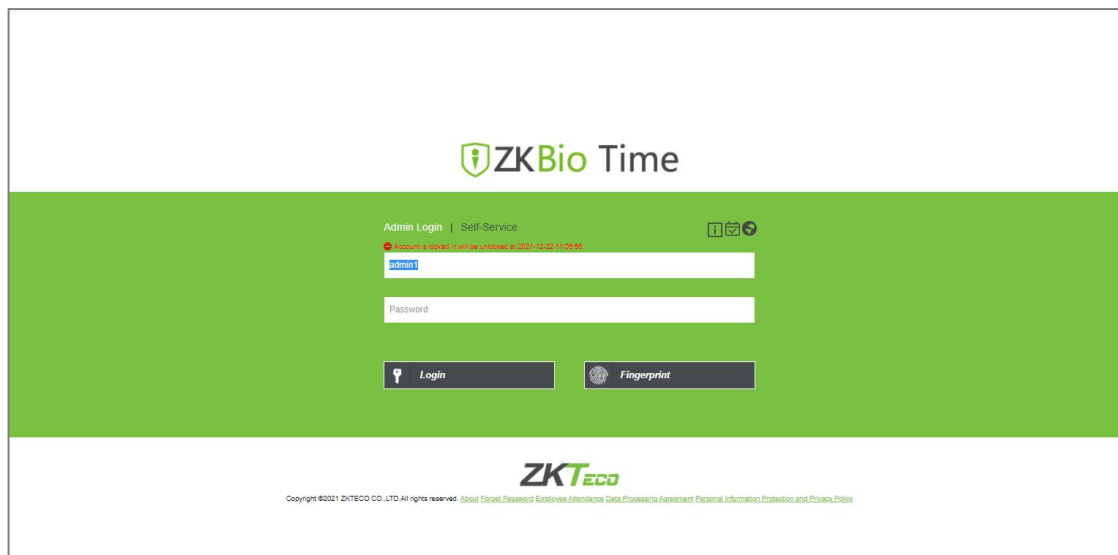 ZKBio Time
Admin Login | Self-Service
Account is locked, it will be unlocked at 2021-12-22 11:05:56
admin1
Password
Login Fingerprint
ZKTECO
Copyright ©2021 ZKTECO CO.,LTD.All rights reserved. About Forget Password Employee Attendance Data Processing Agreement Personal Information Protection and Privacy Policy